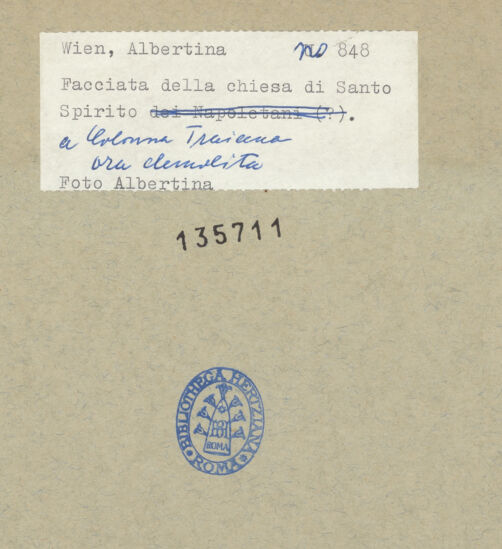 Wien, Albertina no 848
Facciata della chiesa di Santo
Spirito dei Napoletani (?).
a Colonna Traiana
ora demolita
Foto Albertina
135711
BIBLIOTHECA HERTZIANA
ROMA
ROMA